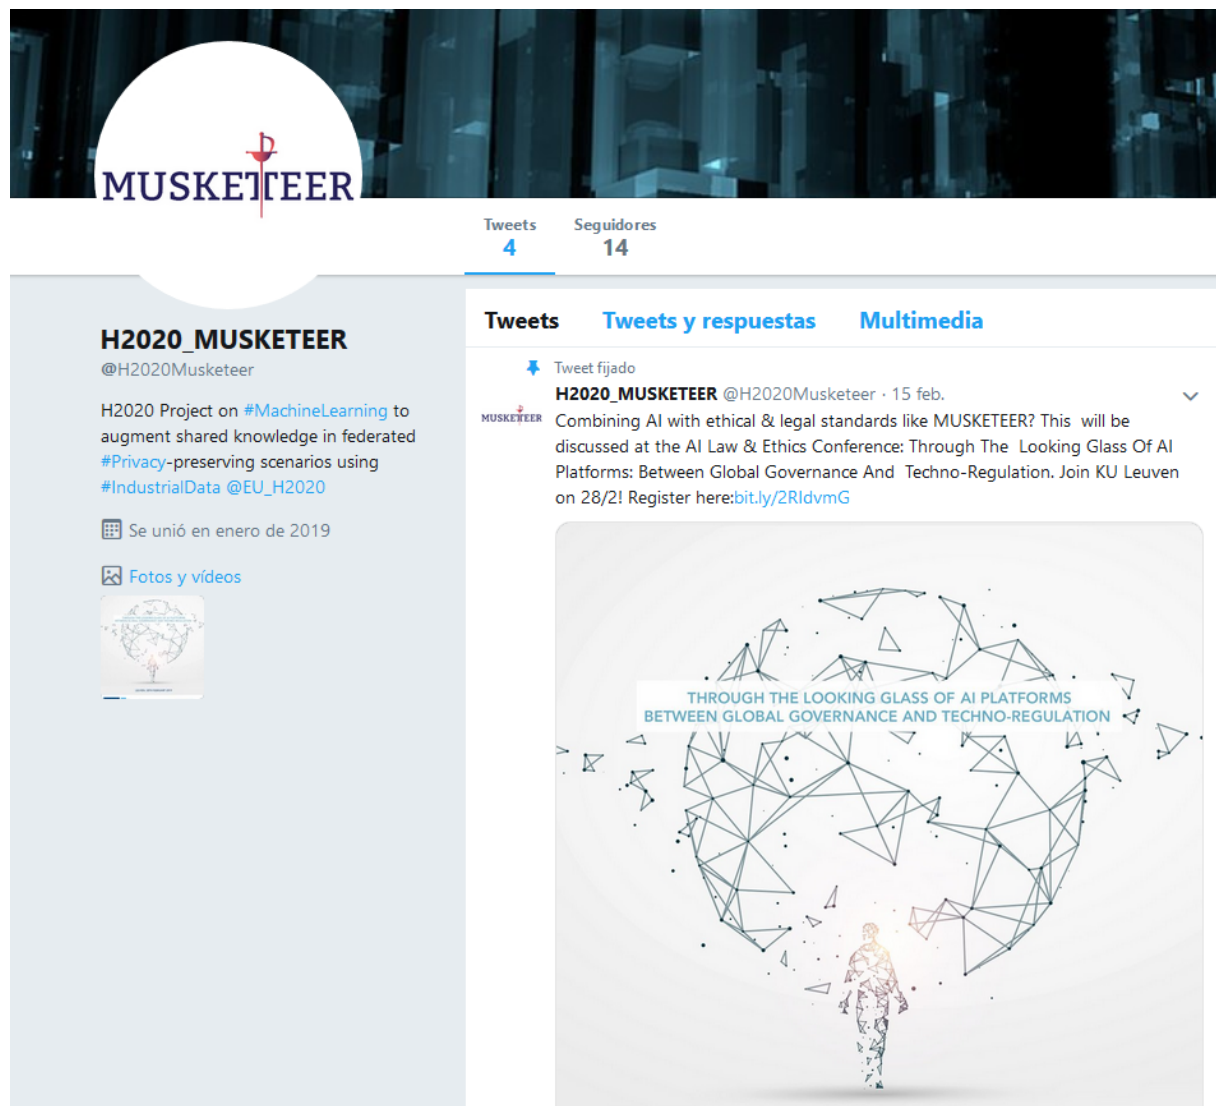 MUSKETEER
Tweets
4
Seguidores
14
H2020_MUSKETEER
@H2020Musketeer
H2020 Project on #MachineLearning to
augment shared knowledge in federated
#Privacy-preserving scenarios using
#IndustrialData @EU_H2020
Se unió en enero de 2019
Fotos y vídeos
Tweets Tweets y respuestas Multimedia
Tweet fijado
H2020_MUSKETEER @H2020Musketeer · 15 feb.
MUSKETEER
Combining AI with ethical & legal standards like MUSKETEER? This will be
discussed at the AI Law & Ethics Conference: Through The Looking Glass Of AI
Platforms: Between Global Governance And Techno-Regulation. Join KU Leuven
on 28/2! Register here:bit.ly/2RIdvmG
THROUGH THE LOOKING GLASS OF AI PLATFORMS
BETWEEN GLOBAL GOVERNANCE AND TECHNO-REGULATION